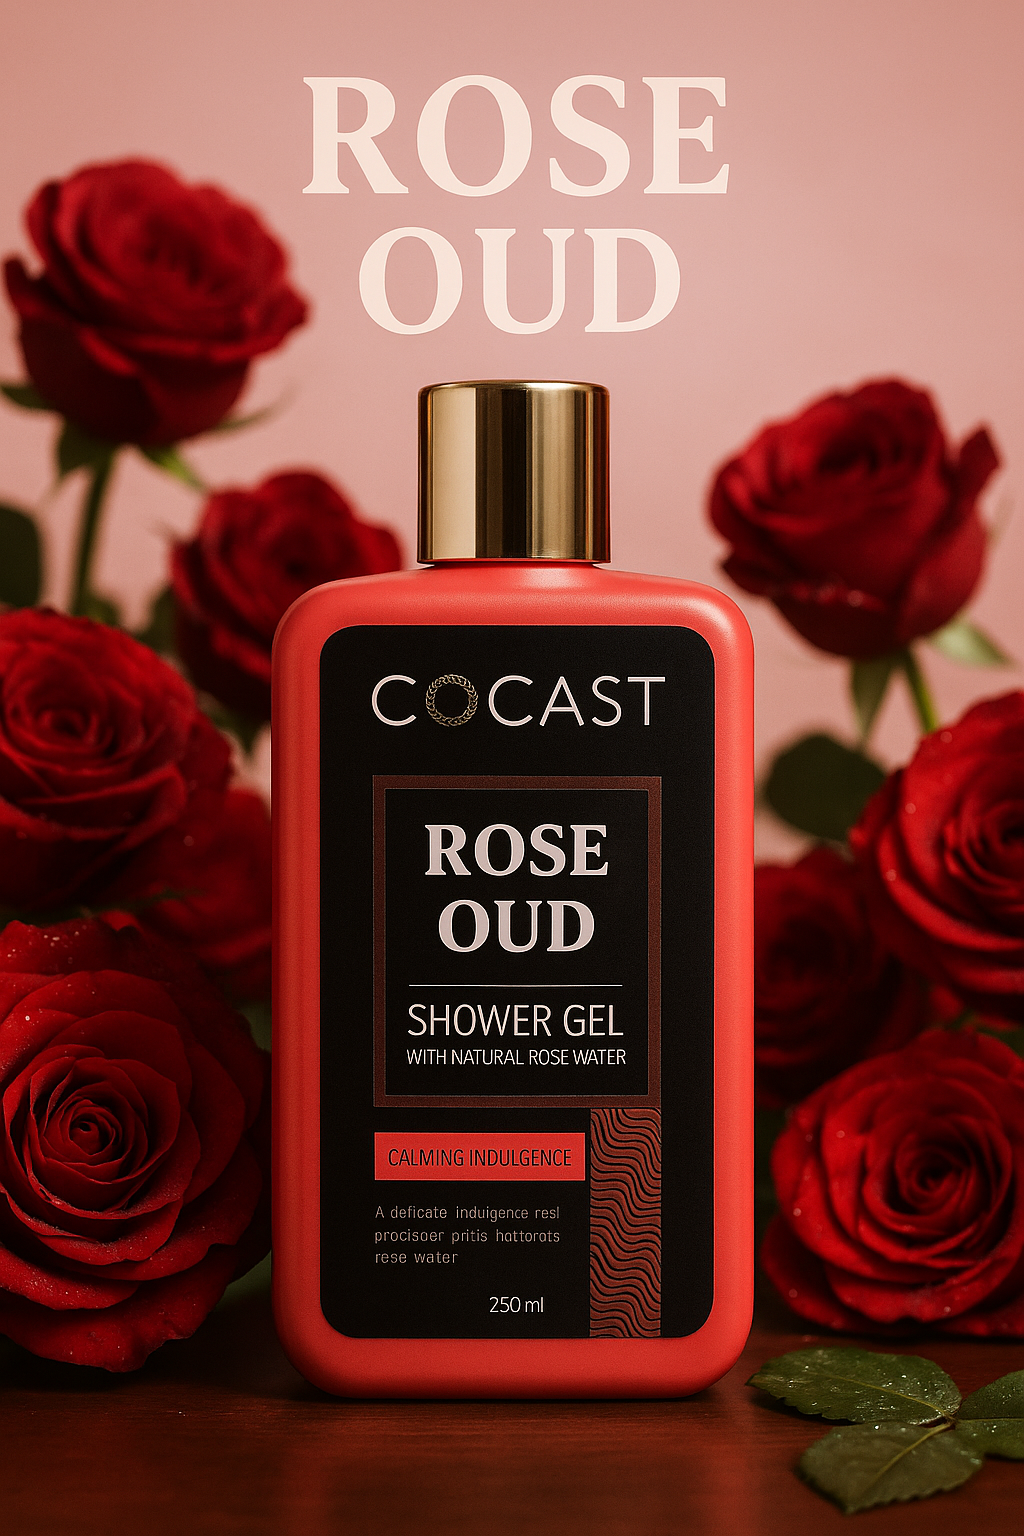 ROSE
OUD
COCAST
ROSE
OUD
SHOWER GEL
WITH NATURAL ROSE WATER
CALMING INDULGENCE
A deficate induigence resl
procisoer pritis hattorats
rese water
250 ml